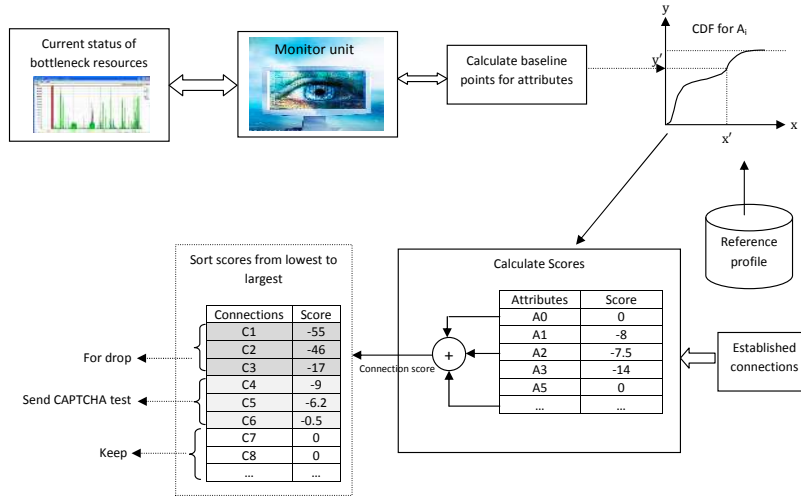 Current status of
bottleneck resources
Monitor unit
Calculate baseline
points for attributes
y
CDF for Ai
y′
x
x′
Reference
profile
Sort scores from lowest to
largest
Connections Score
C1 -55
C2 -46
C3 -17
C4 -9
C5 -6.2
C6 -0.5
C7 0
C8 0
... ...
For drop
Send CAPTCHA test
Keep
Connection score
+
Calculate Scores
Attributes Score
A0 0
A1 -8
A2 -7.5
A3 -14
A5 0
... ...
Established
connections